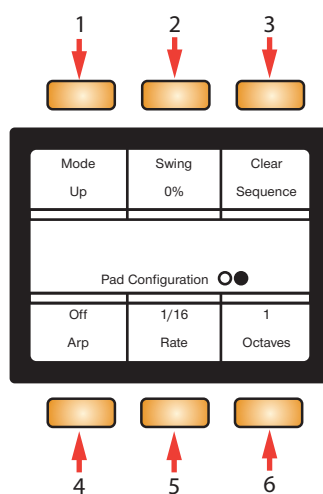 1 2 3
Mode Swing Clear
Up 0% Sequence
Pad Configuration
Off 1/16 1
Arp Rate Octaves
4 5 6